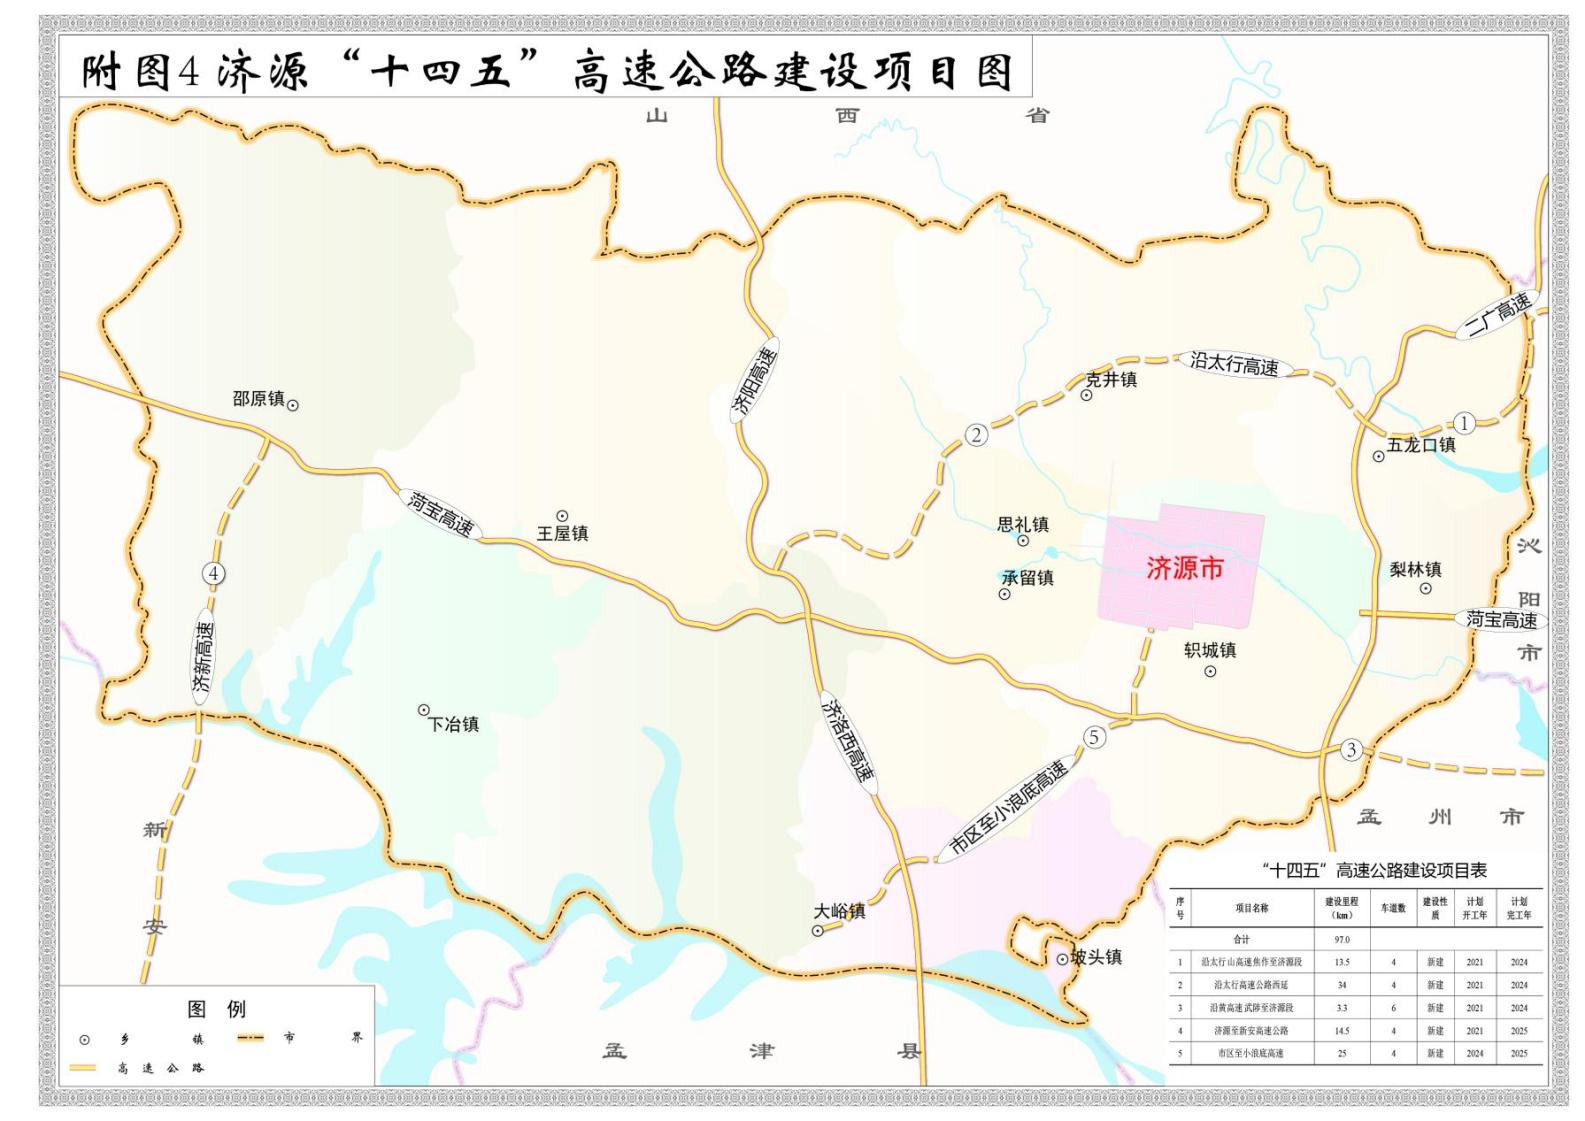 附图4 济源“十四五”高速公路建设项目图
山 西 省
二广高速
济阳高速
沿太行高速
克井镇
邵原镇
②
①
五龙口镇
菏宝高速
王屋镇
思礼镇
济源市
沁阳市
④
承留镇
梨林镇
菏宝高速
济新高速
轵城镇
下冶镇
济洛西高速
⑤
③
市区至小浪底高速
新安
孟 州 市
大峪镇
坡头镇
孟 津 县
图 例
乡 镇 市 界
高速公路
“十四五”高速公路建设项目表
序号 项目名称 建设里程（km） 车道数 建设性质 计划开工年 计划完工年
合计 97.0
1 沿太行山高速焦作至济源段 13.5 4 新建 2021 2024
2 沿太行高速公路西延 34 4 新建 2021 2024
3 沿黄高速武陟至济源段 3.3 6 新建 2021 2024
4 济源至新安高速公路 14.5 4 新建 2021 2025
5 市区至小浪底高速 25 4 新建 2024 2025